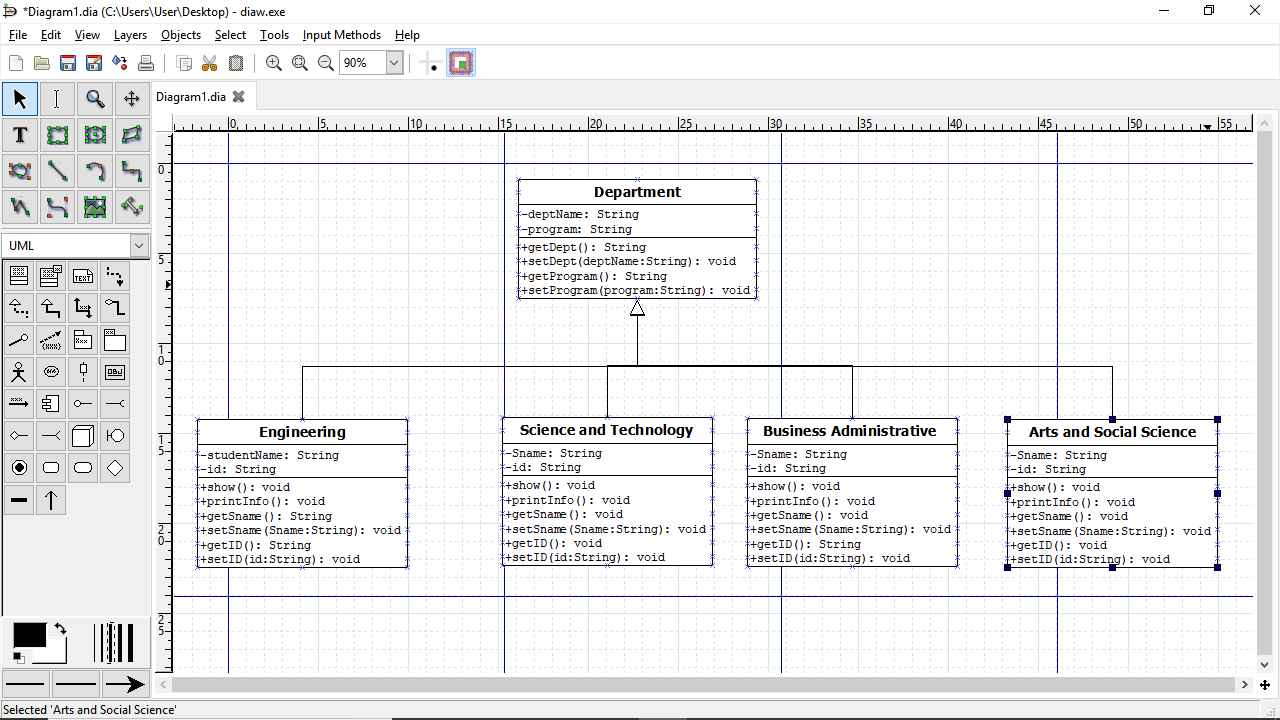 *Diagram1.dia (C:\Users\User\Desktop) - diaw.exe
File Edit View Layers Objects Select Tools Input Methods Help
90%
Diagram1.dia
0 5 10 15 20 25 30 35 40 45 50 55
T
UML
0
5
10
15
20
25
Department
-deptName: String
-program: String
+getDept(): String
+setDept(deptName:String): void
+getProgram(): String
+setProgram(program:String): void
Engineering
-studentName: String
-id: String
+show(): void
+printInfo(): void
+getSname(): String
+setSname(Sname:String): void
+getID(): String
+setID(id:String): void
Science and Technology
-Sname: String
-id: String
+show(): void
+printInfo(): void
+getSname(): void
+setSname(Sname:String): void
+getID(): void
+setID(id:String): void
Business Administrative
-Sname: String
-id: String
+show(): void
+printInfo(): void
+getSname(): void
+setSname(Sname:String): void
+getID(): String
+setID(id:String): void
Arts and Social Science
-Sname: String
-id: String
+show(): void
+printInfo(): void
+getSname(): void
+setSname(Sname:String): void
+getID(): void
+setID(id:String): void
Selected 'Arts and Social Science'